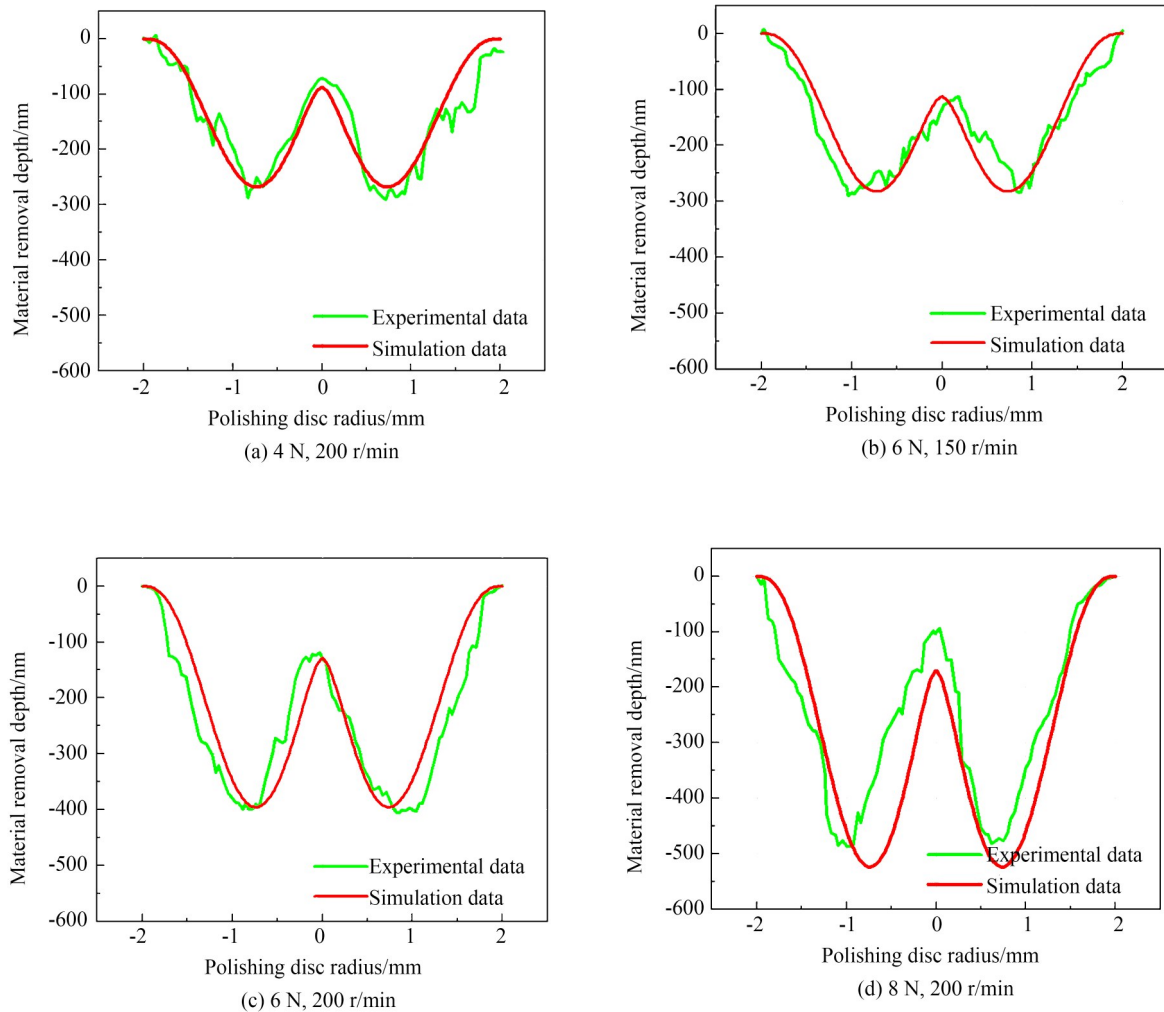 0
-100
-200
-300
-400
-500
-600
Material removal depth/nm
Experimental data
Simulation data
-2 -1 0 1 2
Polishing disc radius/mm
(a) 4 N, 200 r/min
0
-100
-200
-300
-400
-500
-600
Material removal depth/nm
Experimental data
Simulation data
-2 -1 0 1 2
Polishing disc radius/mm
(b) 6 N, 150 r/min
0
-100
-200
-300
-400
-500
-600
Material removal depth/nm
Experimental data
Simulation data
-2 -1 0 1 2
Polishing disc radius/mm
(c) 6 N, 200 r/min
0
-100
-200
-300
-400
-500
-600
Material removal depth/nm
Experimental data
Simulation data
-2 -1 0 1 2
Polishing disc radius/mm
(d) 8 N, 200 r/min